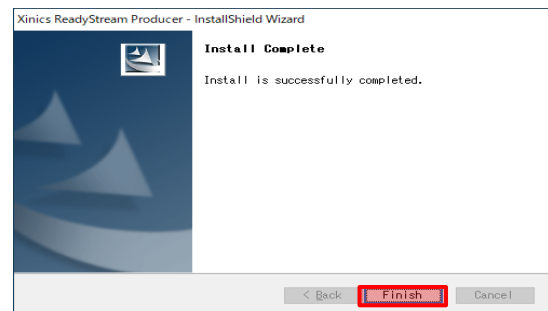 Xinics ReadyStream Producer - InstallShield Wizard
Install Complete
Install is successfully completed.
< Back Finish Cancel